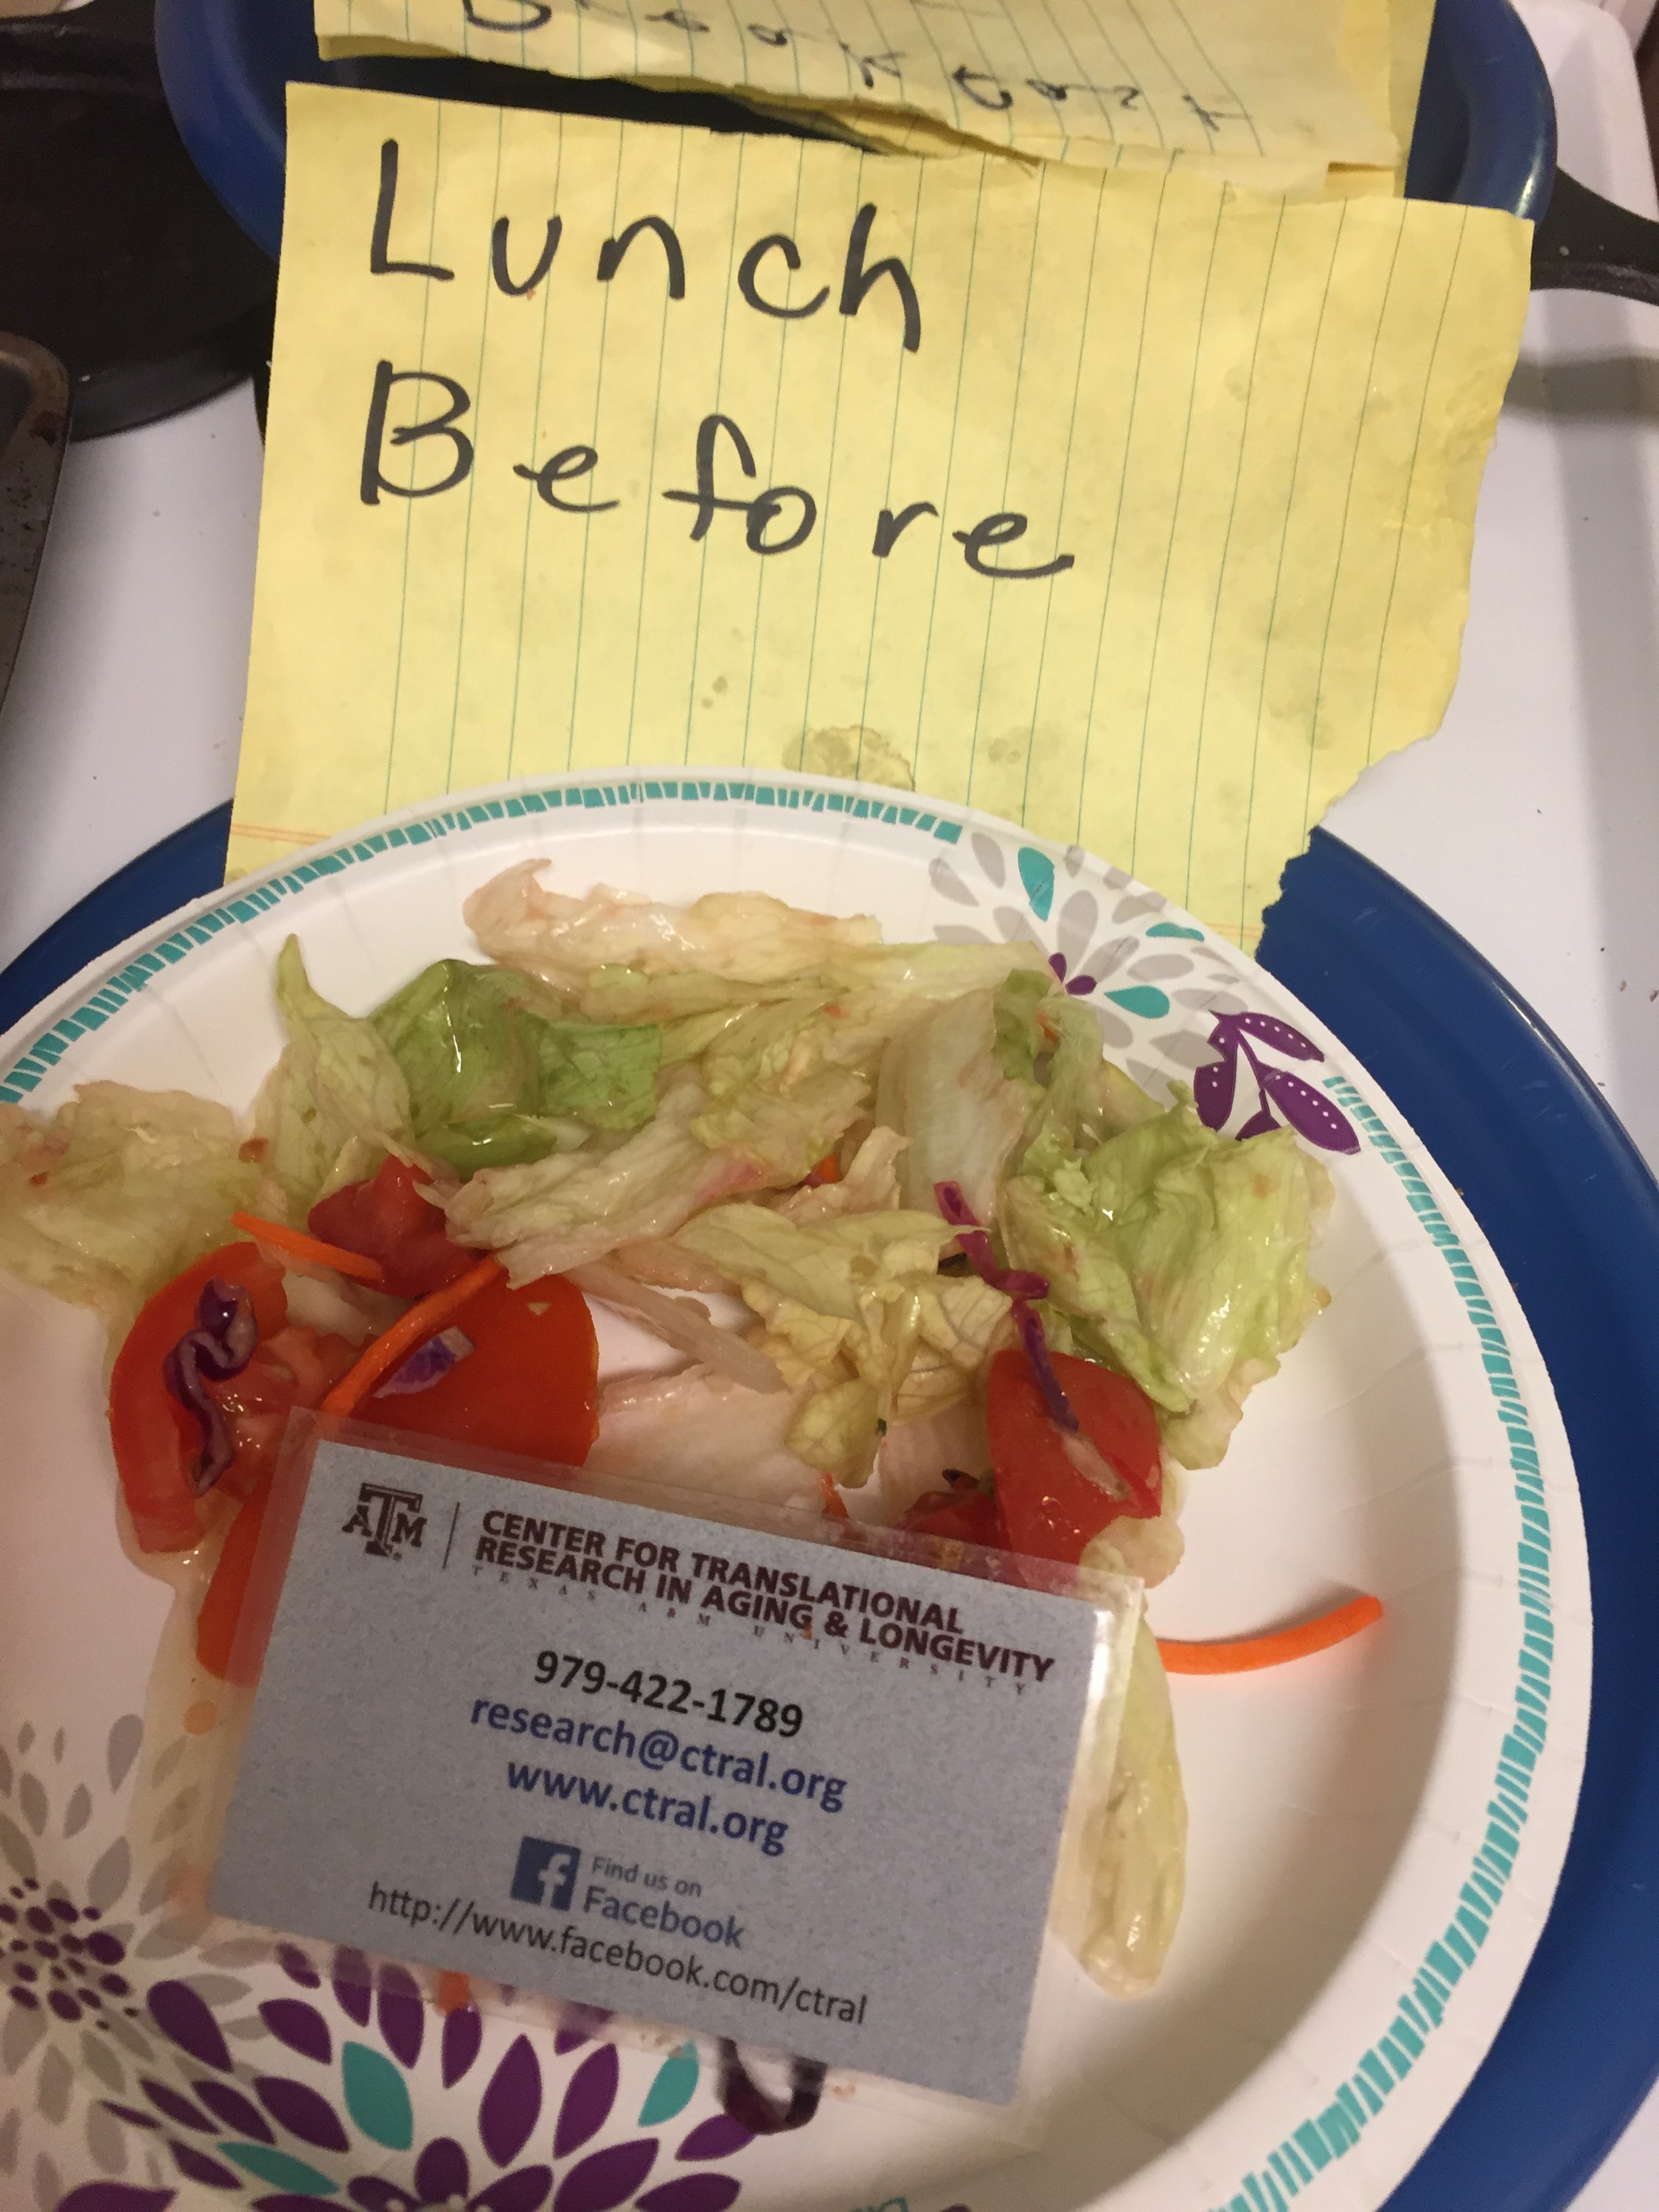 Breakfast
Lunch
Before
ATM
CENTER FOR TRANSLATIONAL
RESEARCH IN AGING & LONGEVITY
TEXAS A&M UNIVERSITY
979-422-1789
research@ctral.org
www.ctral.org
f Find us on
Facebook
http://www.facebook.com/ctral